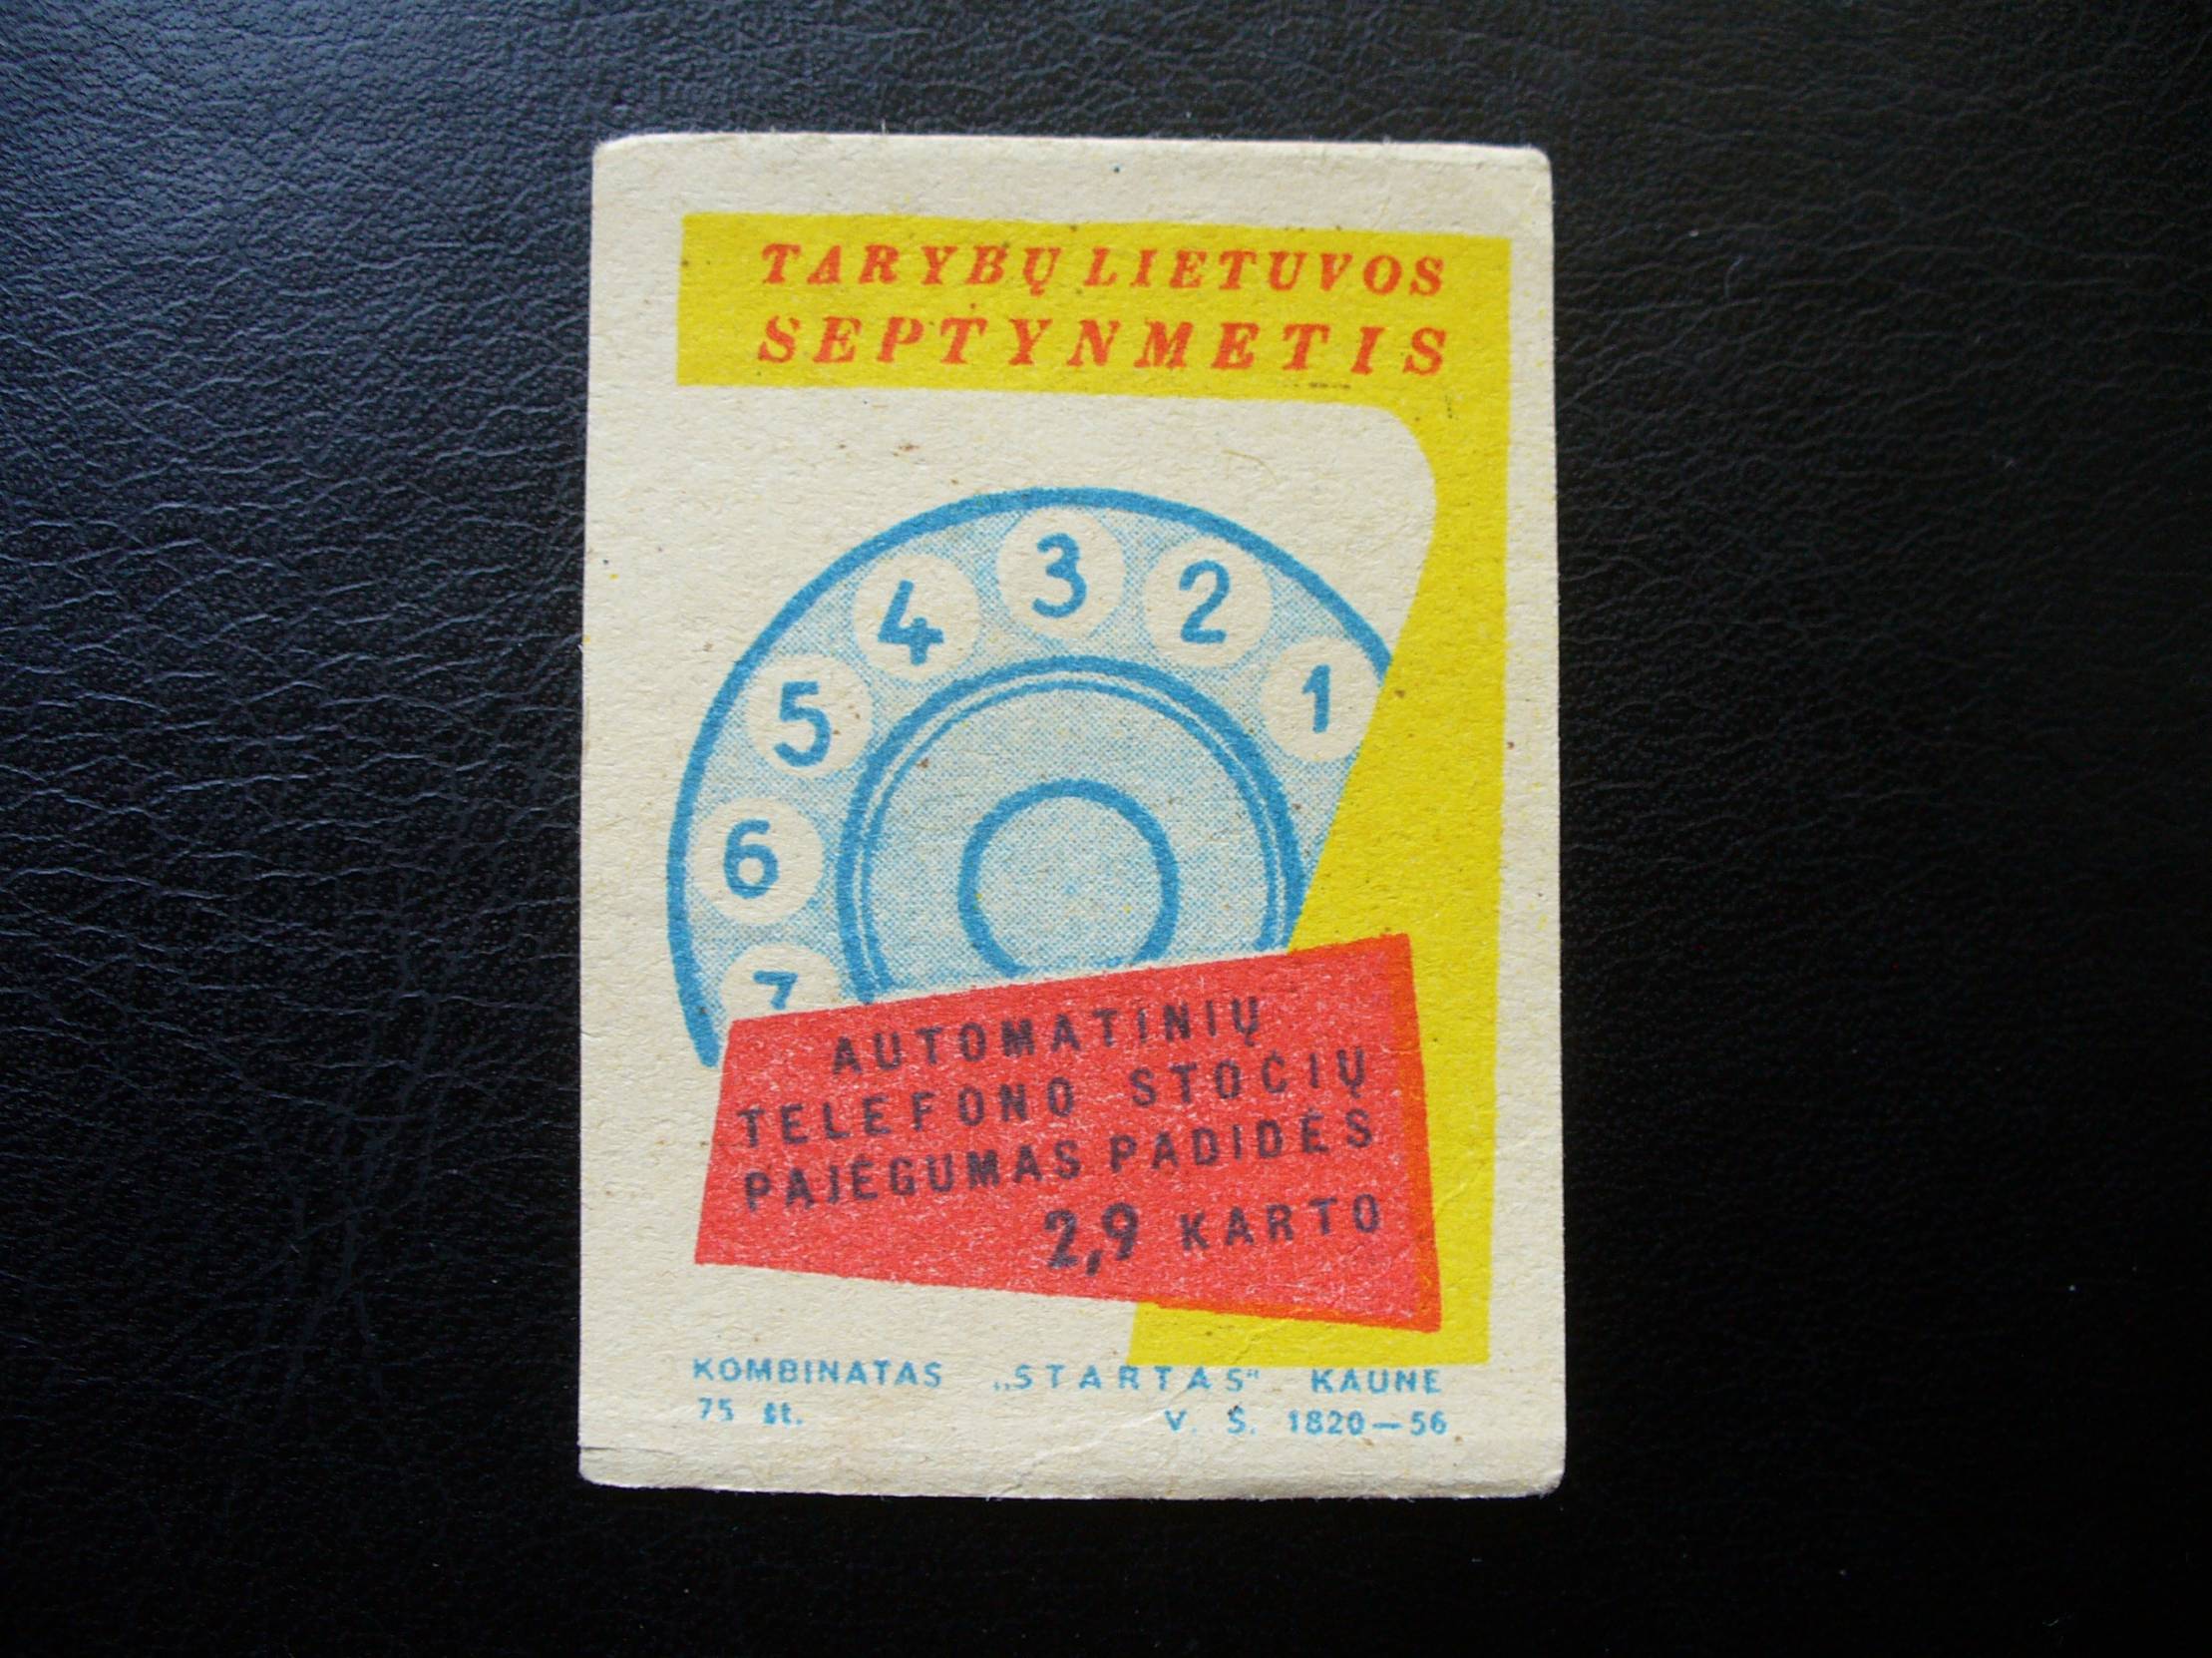 TARYBŲ LIETUVOS
SEPTYNMETIS
3
4
2
5
1
6
7
AUTOMATINIŲ
TELEFONO STOČIŲ
PAJĖGUMAS PADIDĖS
2,9 KARTO
KOMBINATAS „STARTAS“ KAUNE
75 št. V. Š. 1820—56